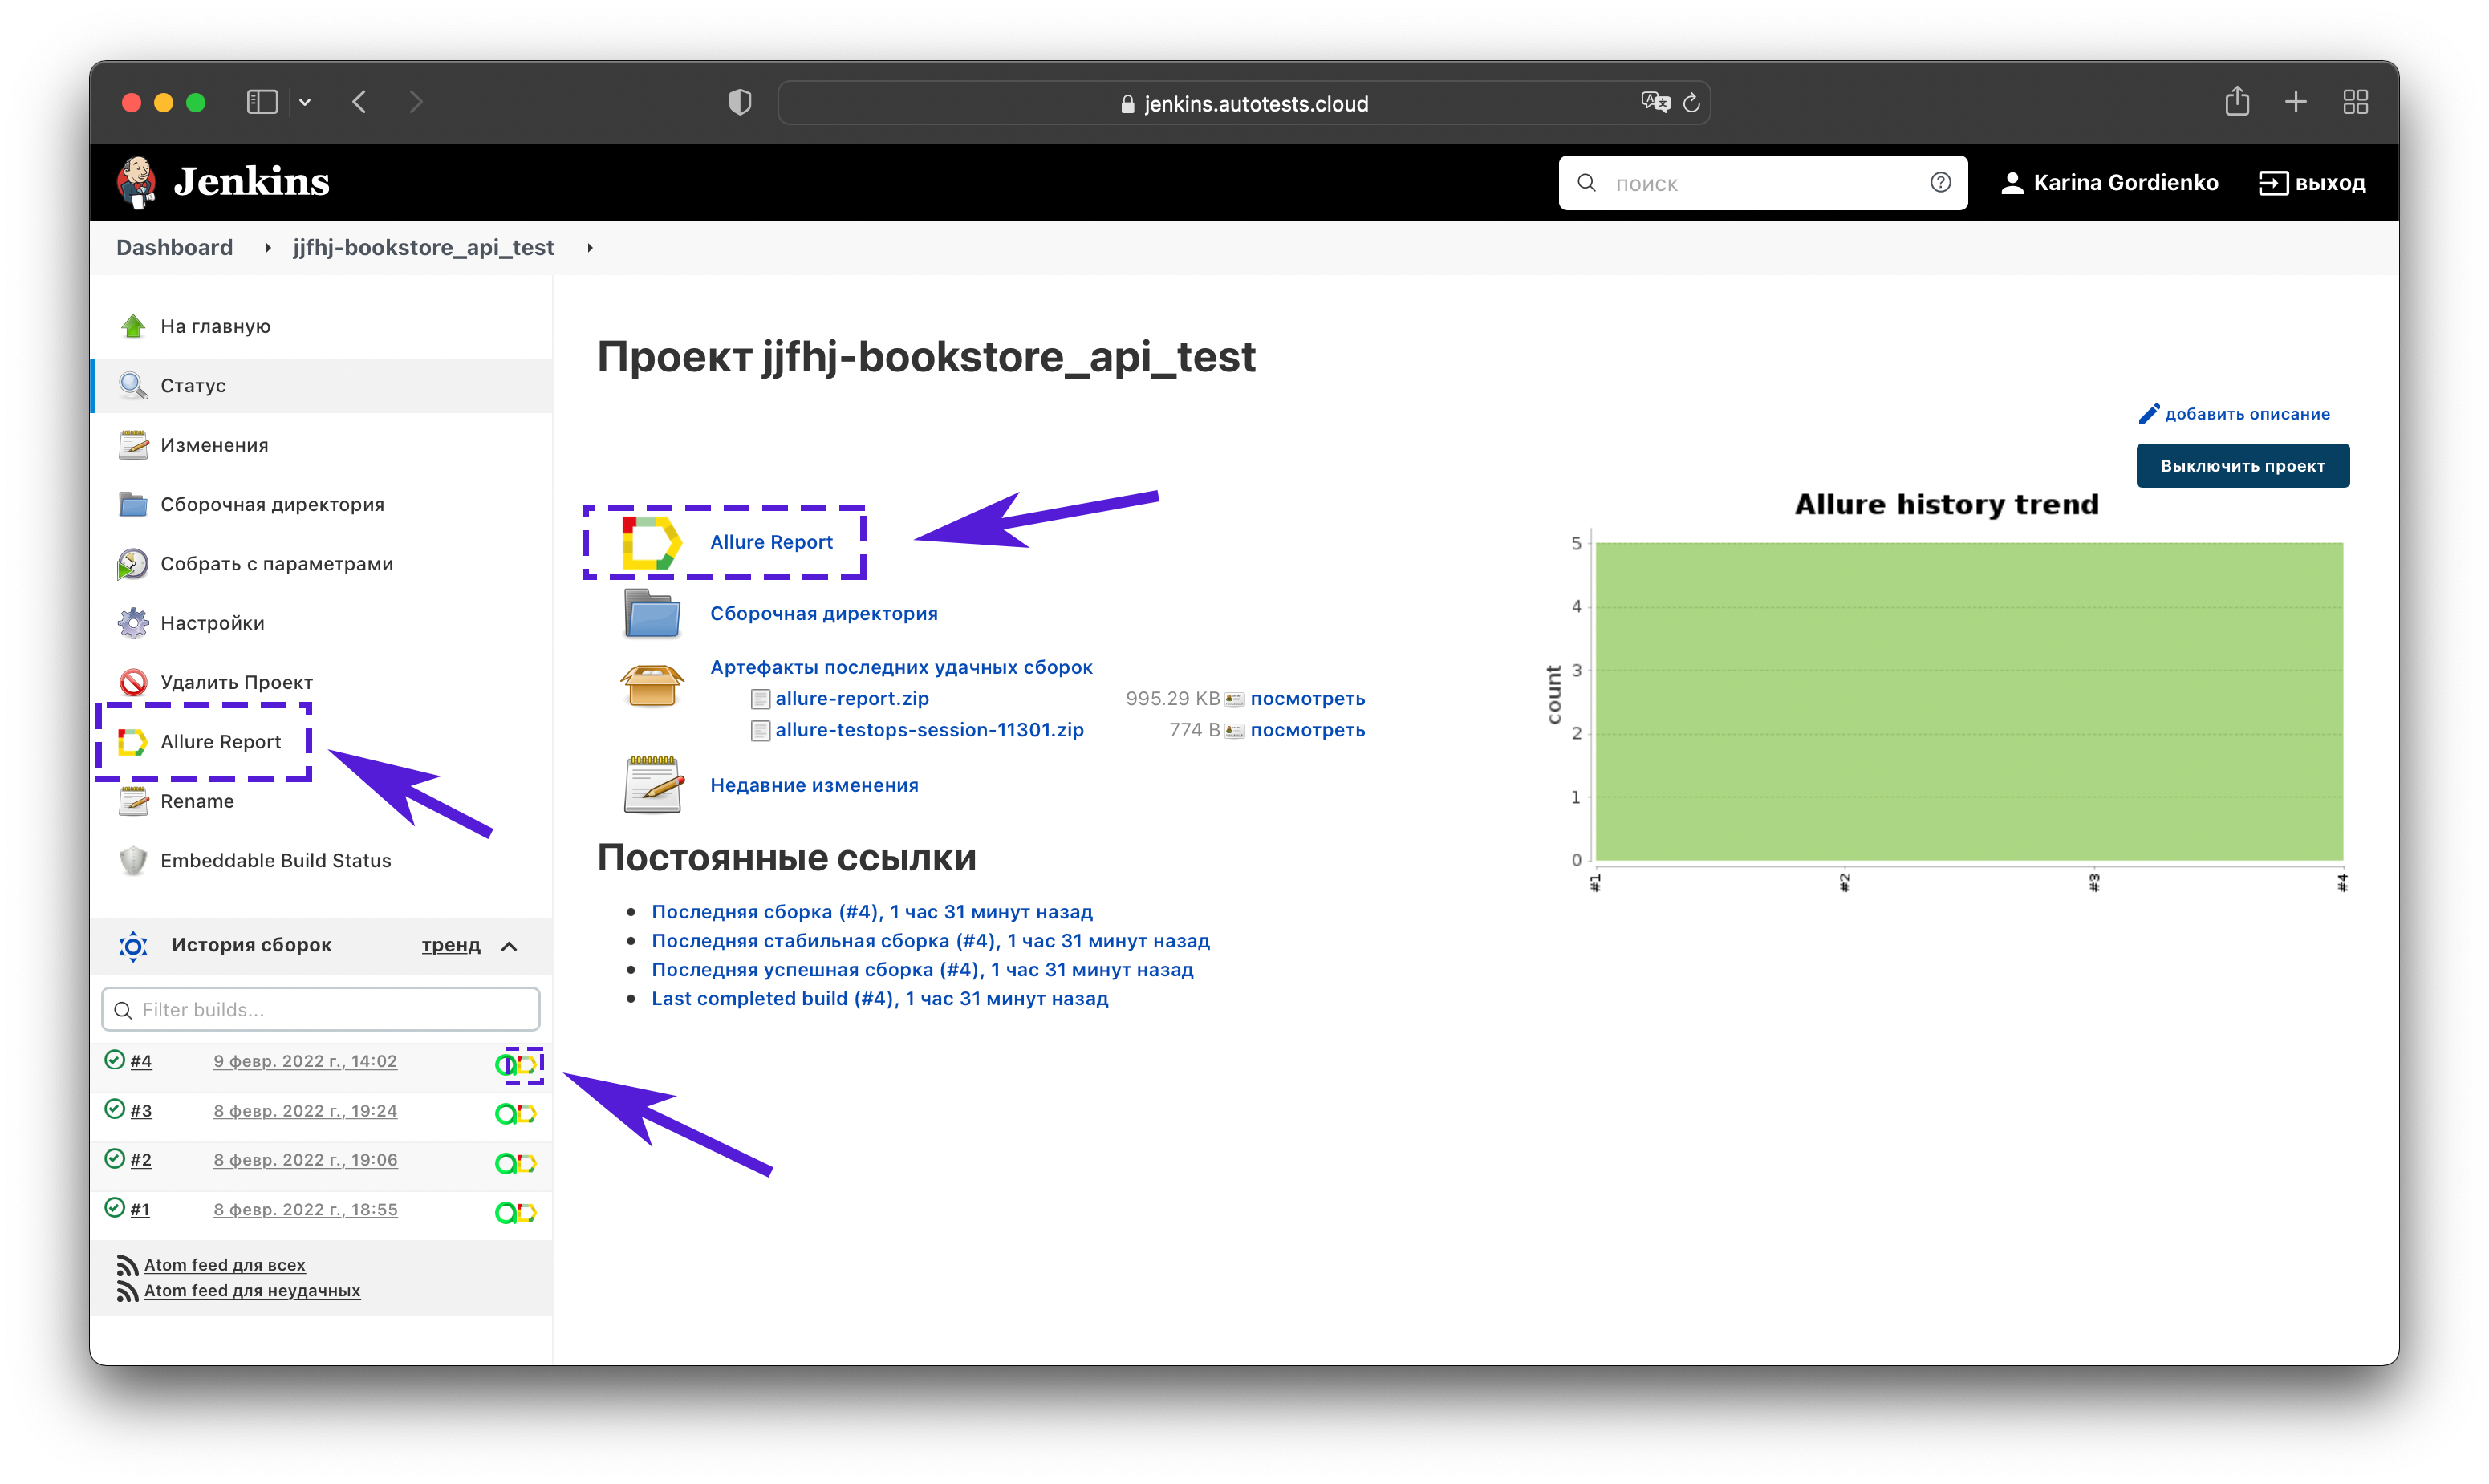 jenkins.autotests.cloud
Jenkins
поиск
Karina Gordienko
выход
Dashboard
jjfhj-bookstore_api_test
На главную
Статус
Изменения
Сборочная директория
Собрать с параметрами
Настройки
Удалить Проект
Allure Report
Rename
Embeddable Build Status
История сборок
тренд
Filter builds...
#4 9 февр. 2022 г., 14:02
#3 8 февр. 2022 г., 19:24
#2 8 февр. 2022 г., 19:06
#1 8 февр. 2022 г., 18:55
Atom feed для всех
Atom feed для неудачных
Проект jjfhj-bookstore_api_test
добавить описание
Выключить проект
Allure Report
Сборочная директория
Артефакты последних удачных сборок
allure-report.zip 995.29 KB посмотреть
allure-testops-session-11301.zip 774 B посмотреть
Недавние изменения
Постоянные ссылки
Последняя сборка (#4), 1 час 31 минут назад
Последняя стабильная сборка (#4), 1 час 31 минут назад
Последняя успешная сборка (#4), 1 час 31 минут назад
Last completed build (#4), 1 час 31 минут назад
Allure history trend
count
5
4
3
2
1
0
#1 #2 #3 #4